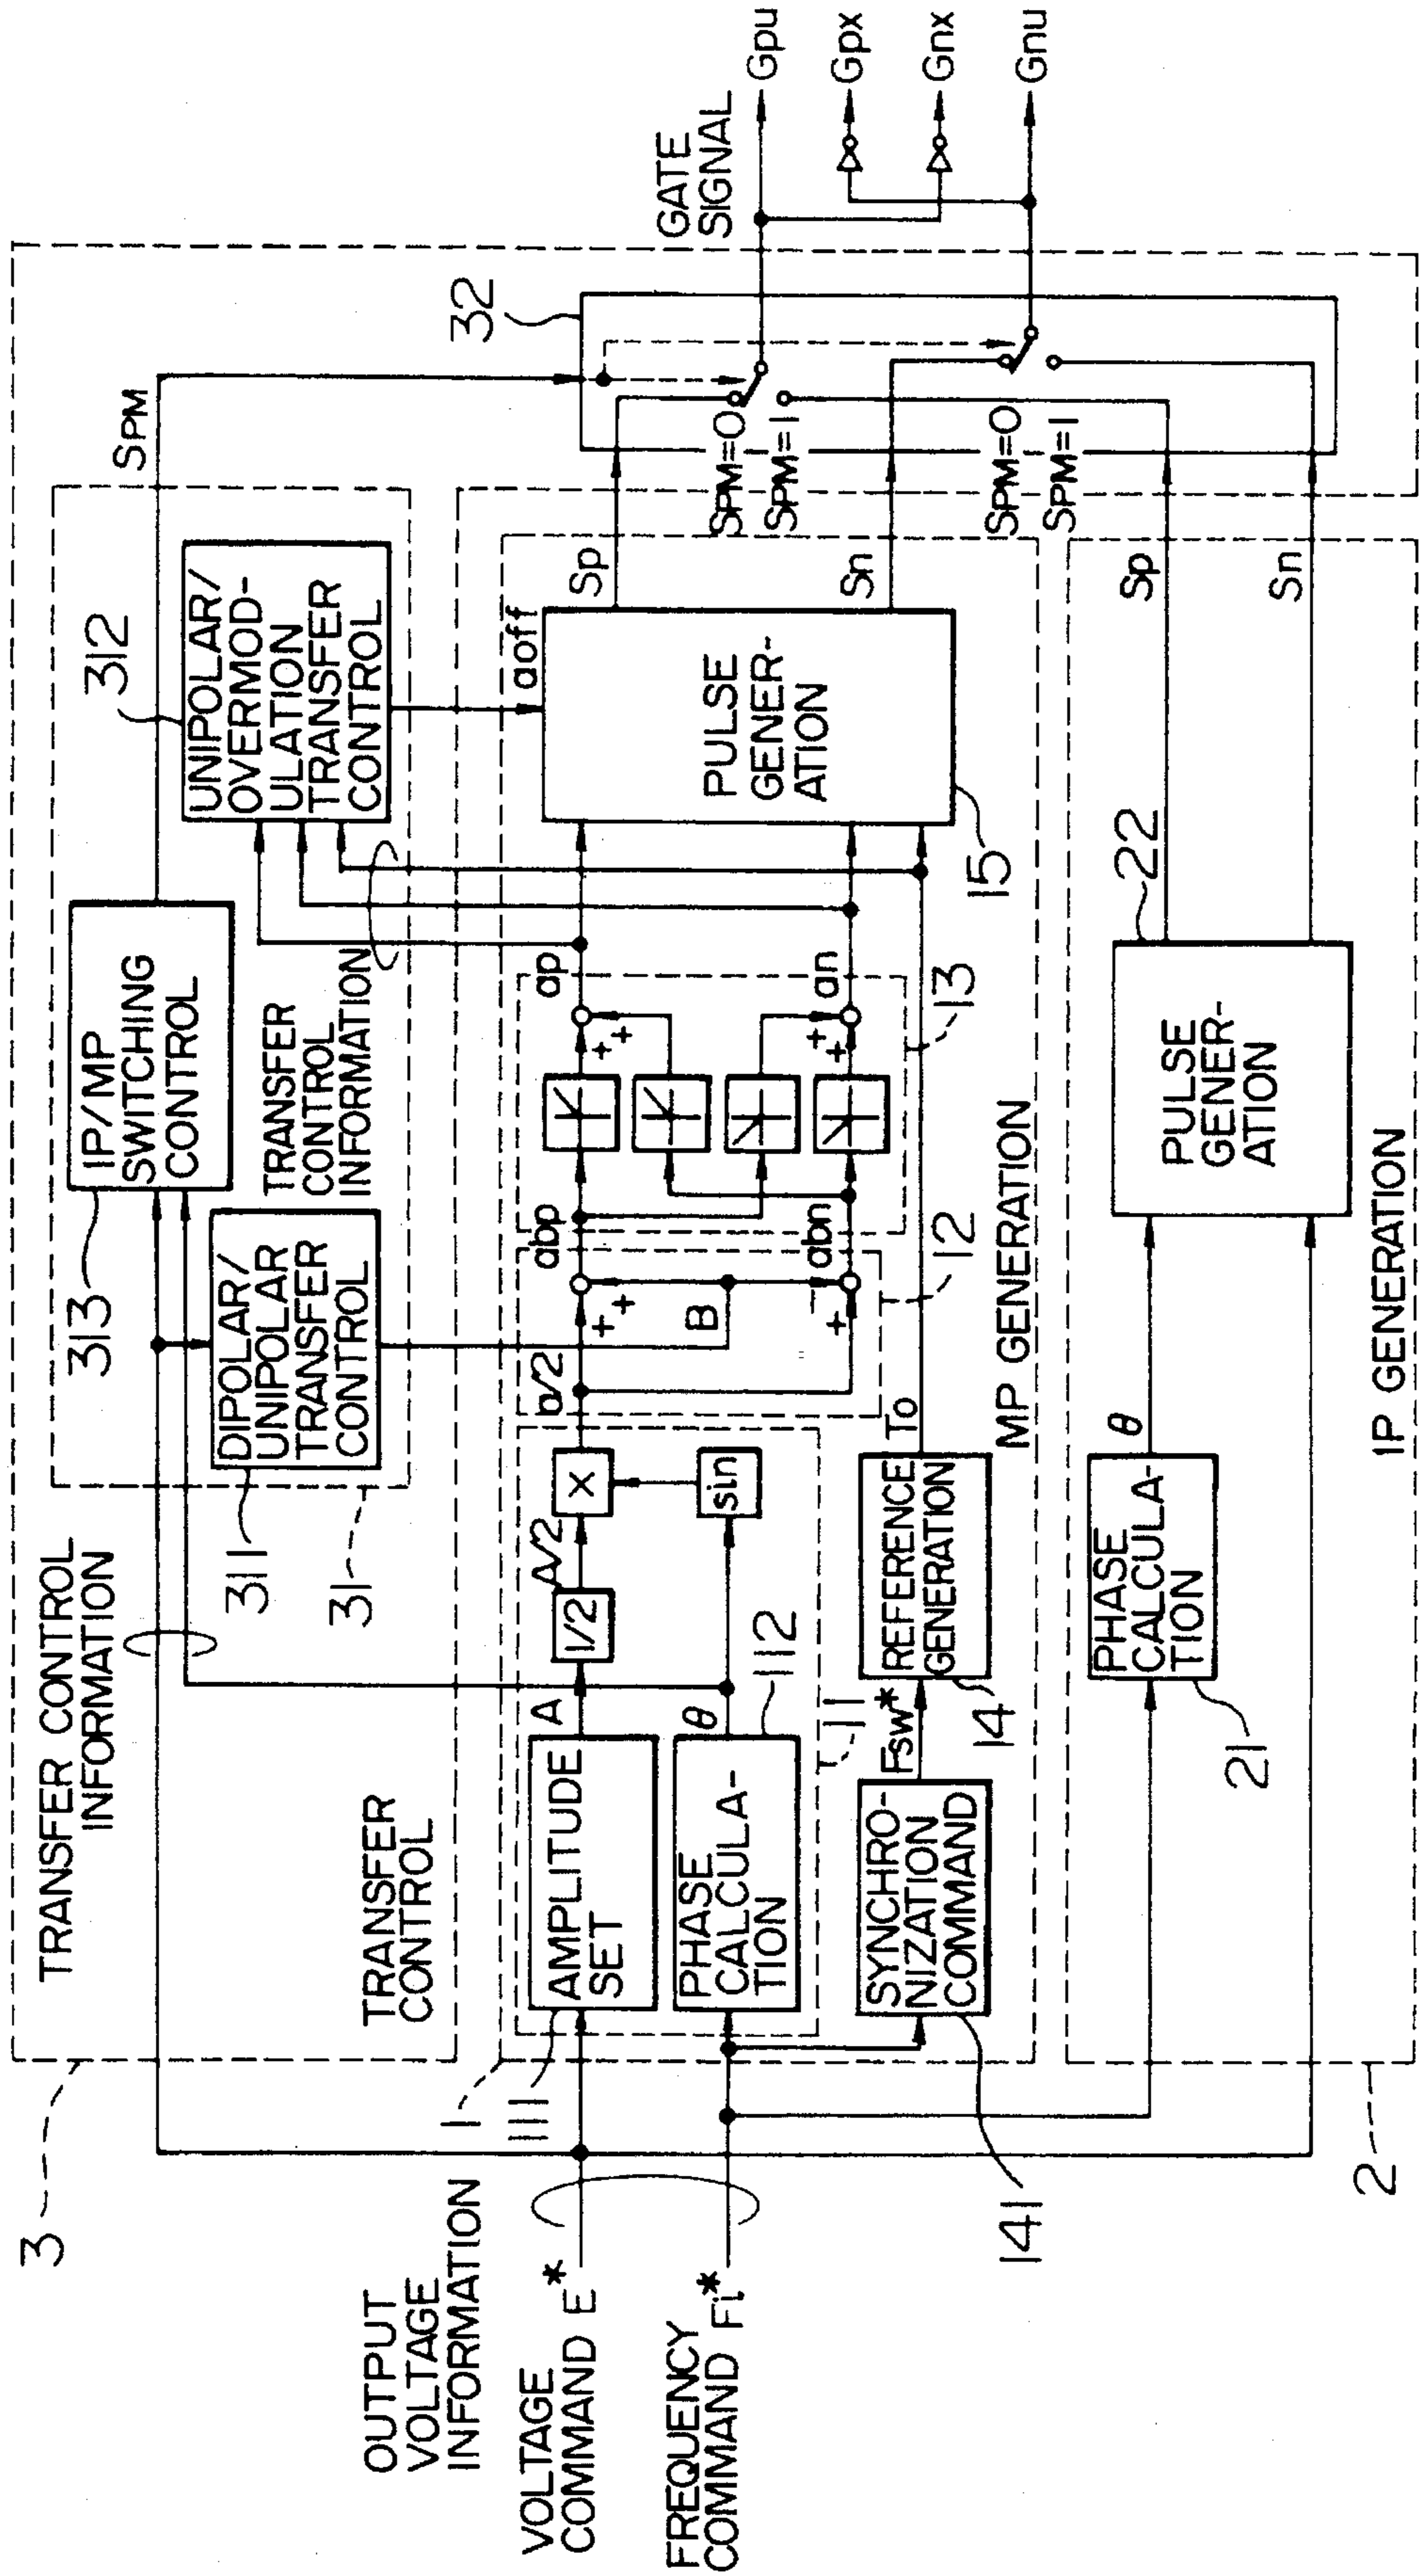 3
TRANSFER CONTROL
INFORMATION
TRANSFER
CONTROL
313
1P/MP
SWITCHING
CONTROL
SPM
311
DIPOLAR/
UNIPOLAR
TRANSFER
CONTROL
31
TRANSFER
CONTROL
INFORMATION
312
UNIPOLAR/
OVERMOD-
ULATION
TRANSFER
CONTROL
32
GATE
SIGNAL
Gpu
Gpx
Gnx
Gnu
OUTPUT
VOLTAGE
INFORMATION
VOLTAGE
COMMAND E*
FREQUENCY
COMMAND Fi*
1
111
AMPLITUDE
SET
A
1/2
A/2
X
a/2
PHASE
CALCULA-
TION
θ
112
sin
11
B
+
+
+
-
abp
abn
12
+
+
+
+
ap
an
13
aoff
PULSE
GENER-
ATION
15
Sp
Sn
SPM=0
SPM=1
SPM=0
SPM=1
SYNCHRO-
NIZATION
COMMAND
141
Fsw*
REFERENCE
GENERATION
14
To
MP GENERATION
PHASE
CALCULA-
TION
21
θ
PULSE
GENER-
ATION
22
Sp
Sn
1P GENERATION
2